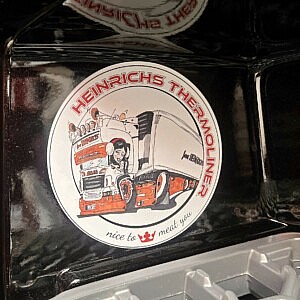 HEINRICHS THERMOLINER
nice to meat you